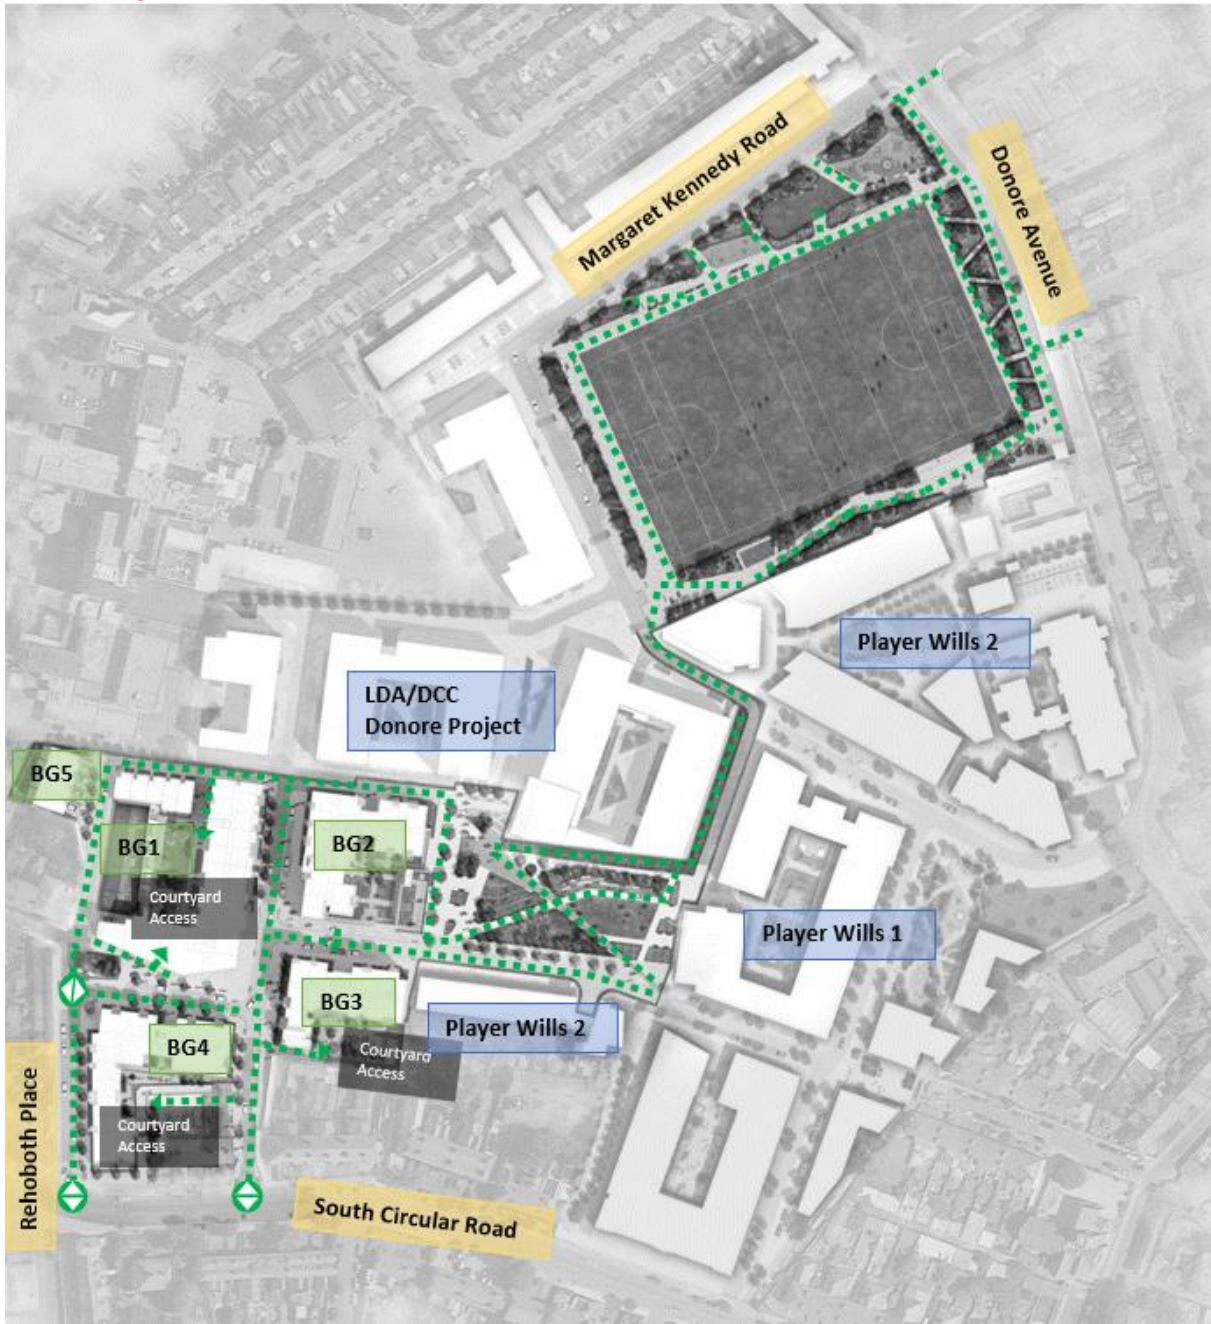 Margaret Kennedy Road
Donore Avenue
Player Wills 2
LDA/DCC
Donore Project
BG5
BG1
BG2
Courtyard
Access
Player Wills 1
BG3
Player Wills 2
BG4
Courtyard
Access
Courtyard
Access
Rehoboth Place
South Circular Road